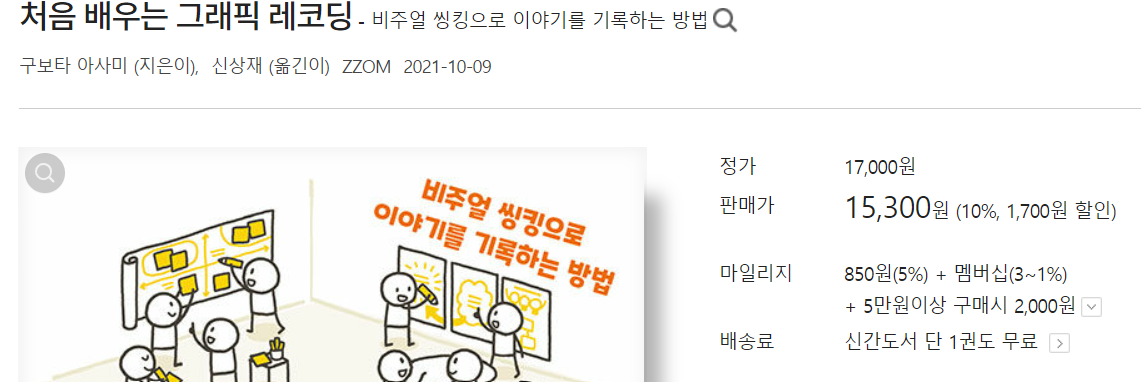 처음 배우는 그래픽 레코딩 - 비주얼 씽킹으로 이야기를 기록하는 방법
구보타 아사미 (지은이), 신상재 (옮긴이) ZZOM 2021-10-09
비주얼 씽킹으로
이야기를 기록하는 방법
정가 17,000원
판매가 15,300원 (10%, 1,700원 할인)
마일리지 850원(5%) + 멤버십(3~1%)
+ 5만원이상 구매시 2,000원
배송료 신간도서 단 1권도 무료